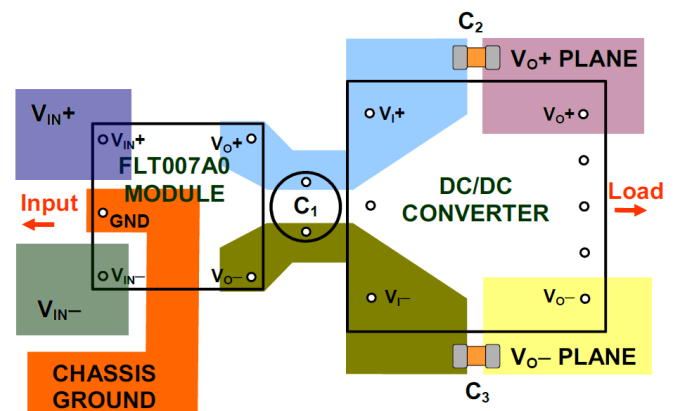 C2
VO+ PLANE
VIN+
VIN+
VO+
VI+
VO+
FLT007A0
MODULE
DC/DC
CONVERTER
Input
GND
C1
Load
VIN–
VIN–
VO–
VI–
VO–
VO– PLANE
CHASSIS
GROUND
C3